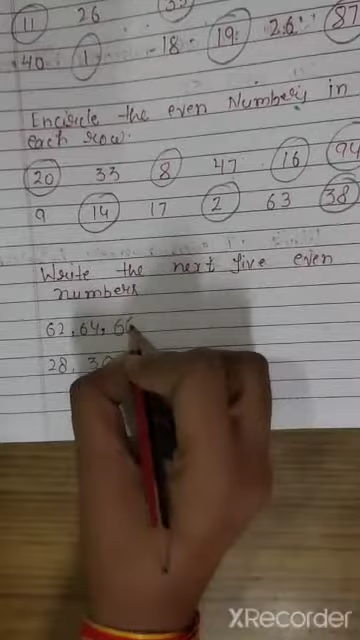 11 26 33
40 1 18 19 26 87
Encircle the even Numbers in
each row.
20 33 8 47 16 94
9 14 17 2 63 38
Write the next five even
numbers
62, 64, 66
28, 30
XRecorder